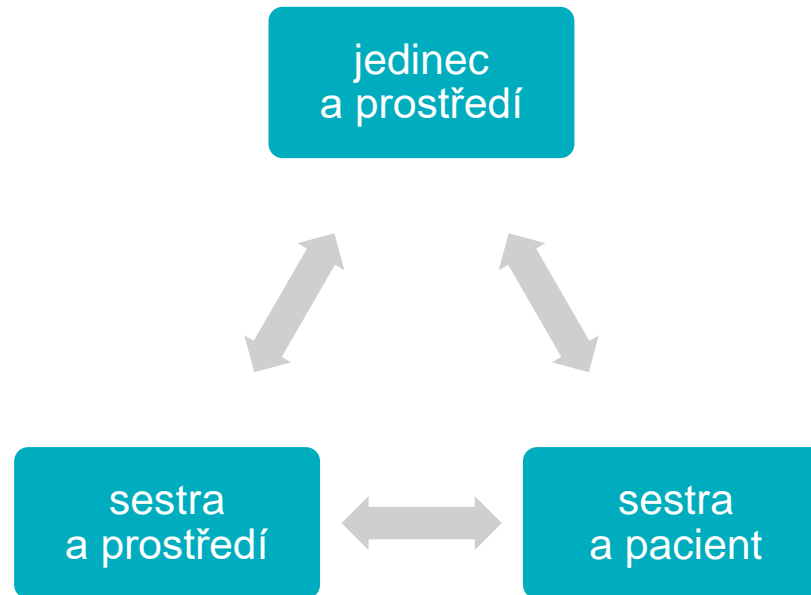 jedinec
a prostředí
sestra
a prostředí
sestra
a pacient